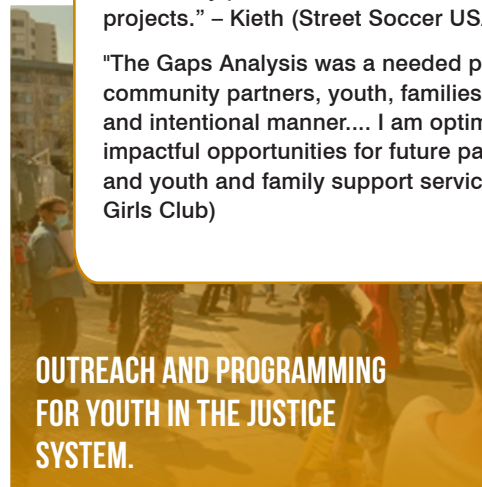 projects.” – Kieth (Street Soccer US
"The Gaps Analysis was a needed p
community partners, youth, families
and intentional manner.... I am optim
impactful opportunities for future pa
and youth and family support servic
Girls Club)
OUTREACH AND PROGRAMMING
FOR YOUTH IN THE JUSTICE
SYSTEM.